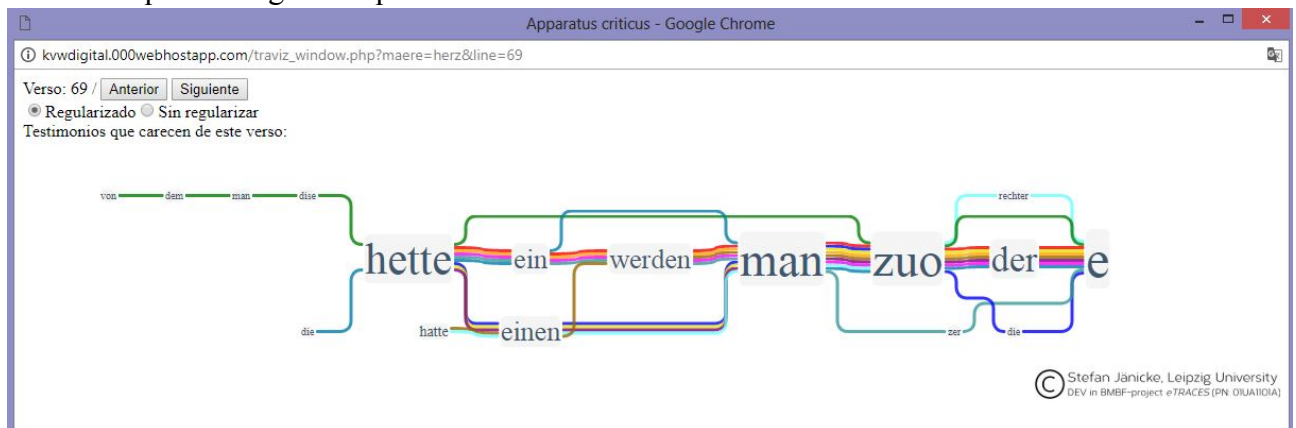 Apparatus criticus - Google Chrome
kvwdigital.000webhostapp.com/traviz_window.php?maere=herz&line=69
Verso: 69 / Anterior Siguiente
Regularizado Sin regularizar
Testimonios que carecen de este verso:
von dem man dise rechter
hette ein werden man zuo der e
die hatte einen zer die
© Stefan Jänicke, Leipzig University
DEV in BMBF-project eTRACES (PN: 01UA1101A)